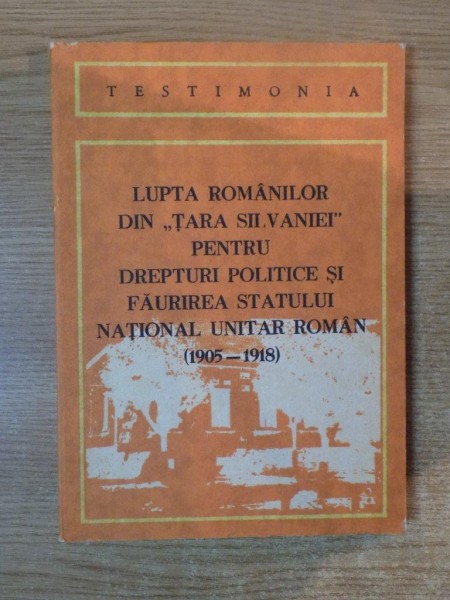 TESTIMONIA
LUPTA ROMÂNILOR
DIN „ȚARA SILVANIEI”
PENTRU
DREPTURI POLITICE ȘI
FĂURIREA STATULUI
NAȚIONAL UNITAR ROMÂN
(1905—1918)